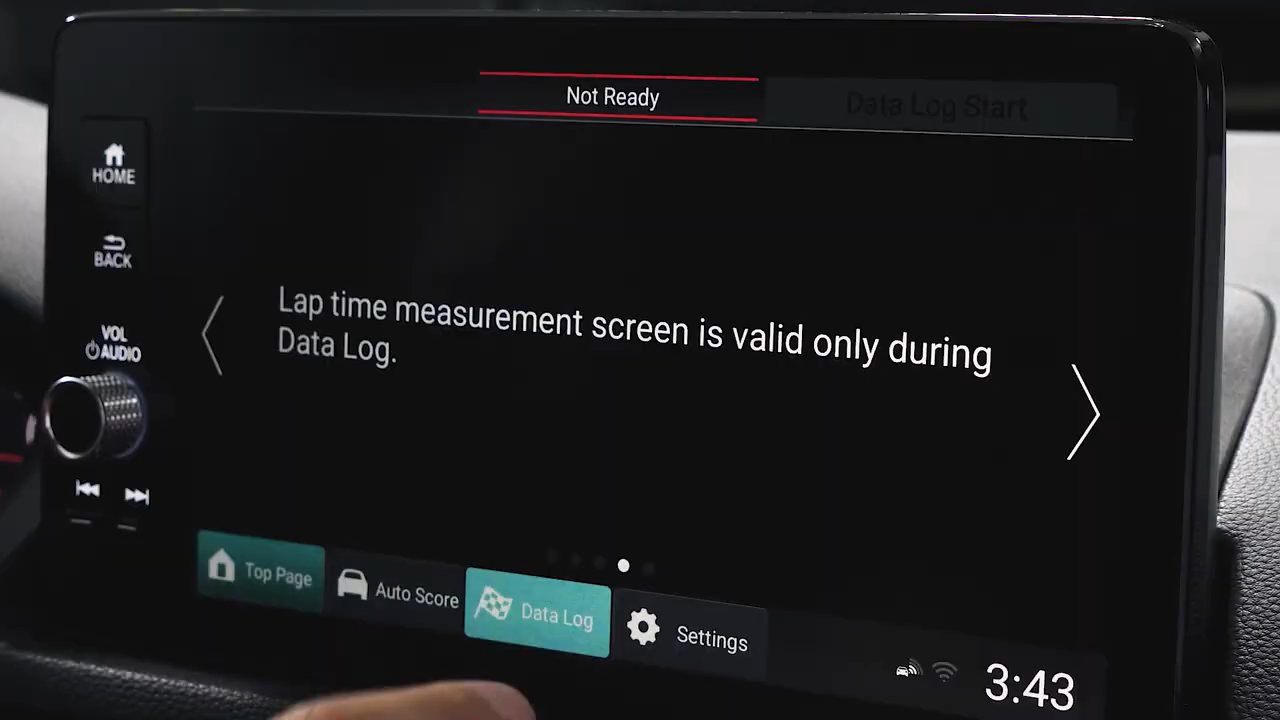 Not Ready
Data Log Start
HOME
BACK
VOL
AUDIO
Lap time measurement screen is valid only during
Data Log.
Top Page
Auto Score
Data Log
Settings
3:43